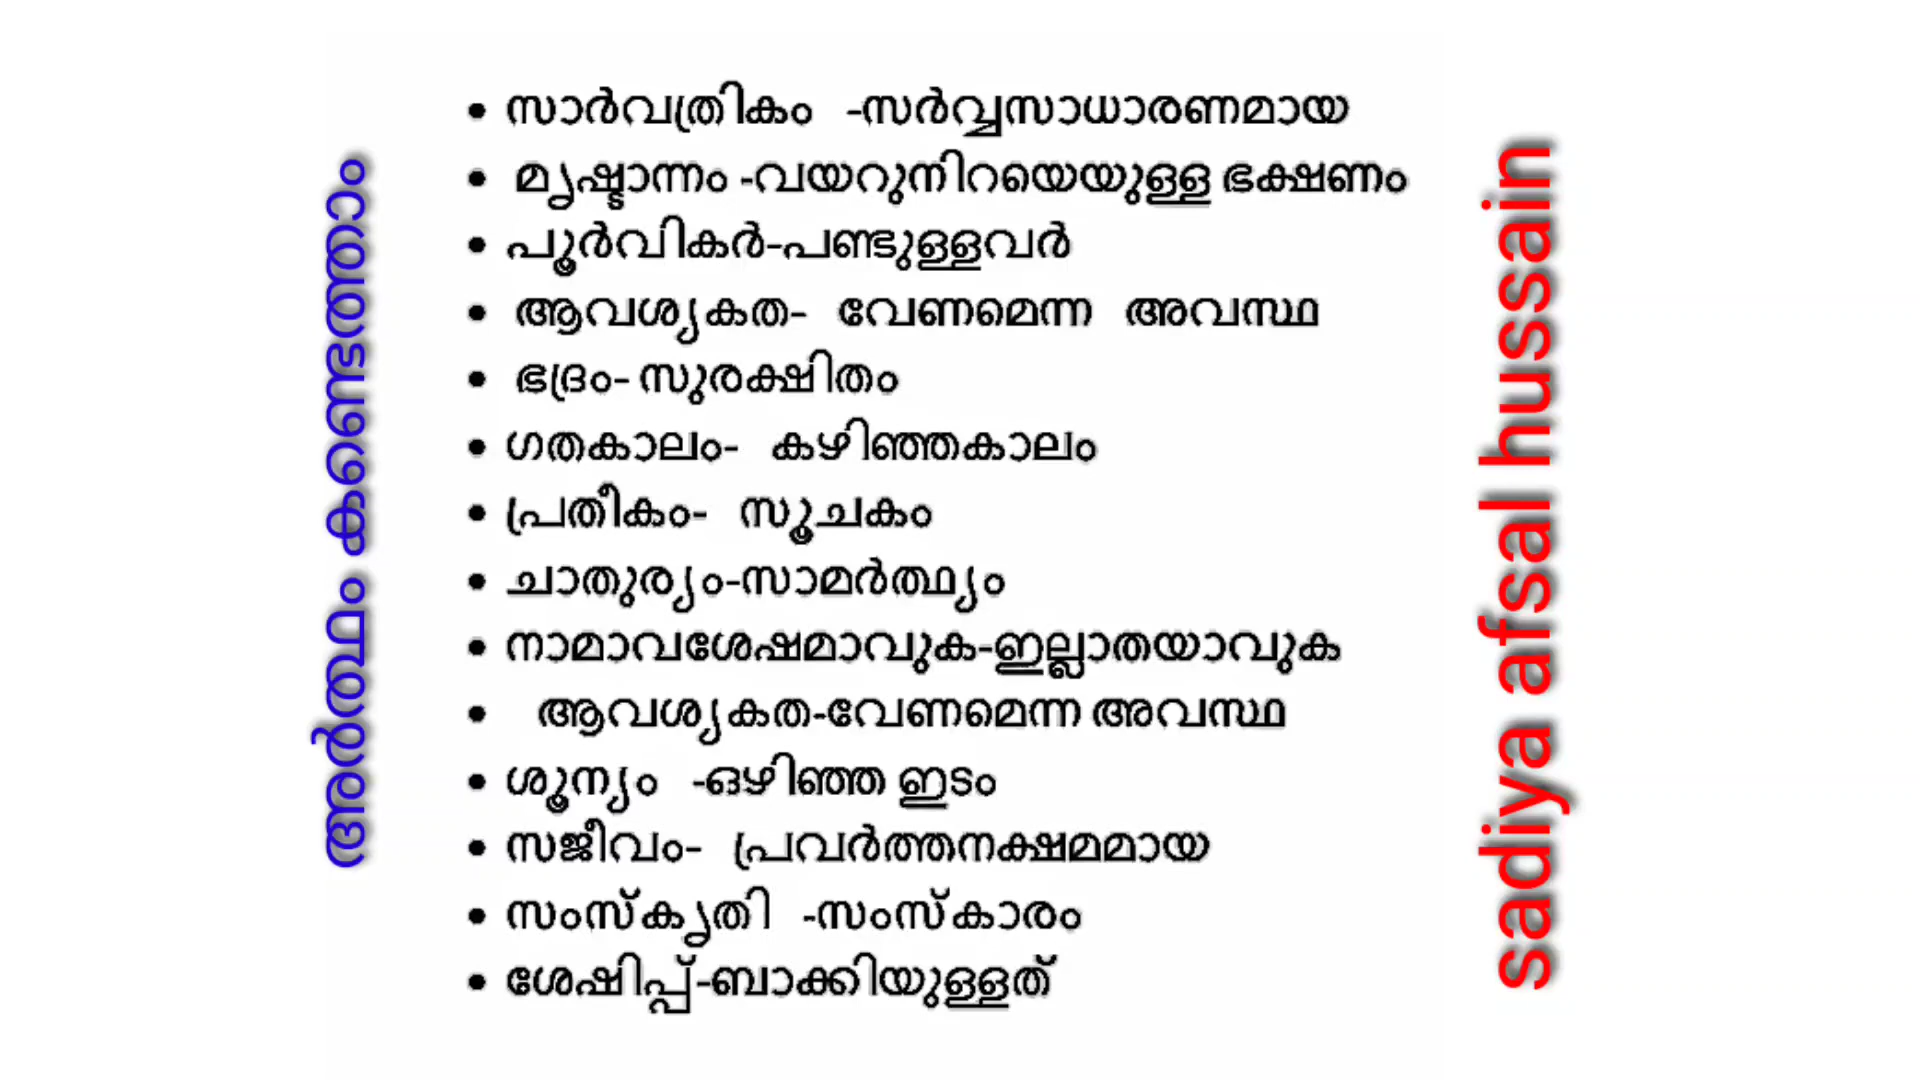 അർത്ഥം കണ്ടെത്താം
• സാർവത്രികം -സർവ്വസാധാരണമായ
• മൃഷ്ടാന്നം -വയറുനിറയെയുള്ള ഭക്ഷണം
• പൂർവികർ-പണ്ടുള്ളവർ
• ആവശ്യകത- വേണമെന്ന അവസ്ഥ
• ഭദ്രം- സുരക്ഷിതം
• ഗതകാലം- കഴിഞ്ഞകാലം
• പ്രതീകം- സൂചകം
• ചാതുര്യം-സാമർത്ഥ്യം
• നാമാവശേഷമാവുക-ഇല്ലാതയാവുക
• ആവശ്യകത-വേണമെന്ന അവസ്ഥ
• ശൂന്യം -ഒഴിഞ്ഞ ഇടം
• സജീവം- പ്രവർത്തനക്ഷമമായ
• സംസ്കൃതി -സംസ്കാരം
• ശേഷിപ്പ്-ബാക്കിയുള്ളത്
sadiya afsal hussain